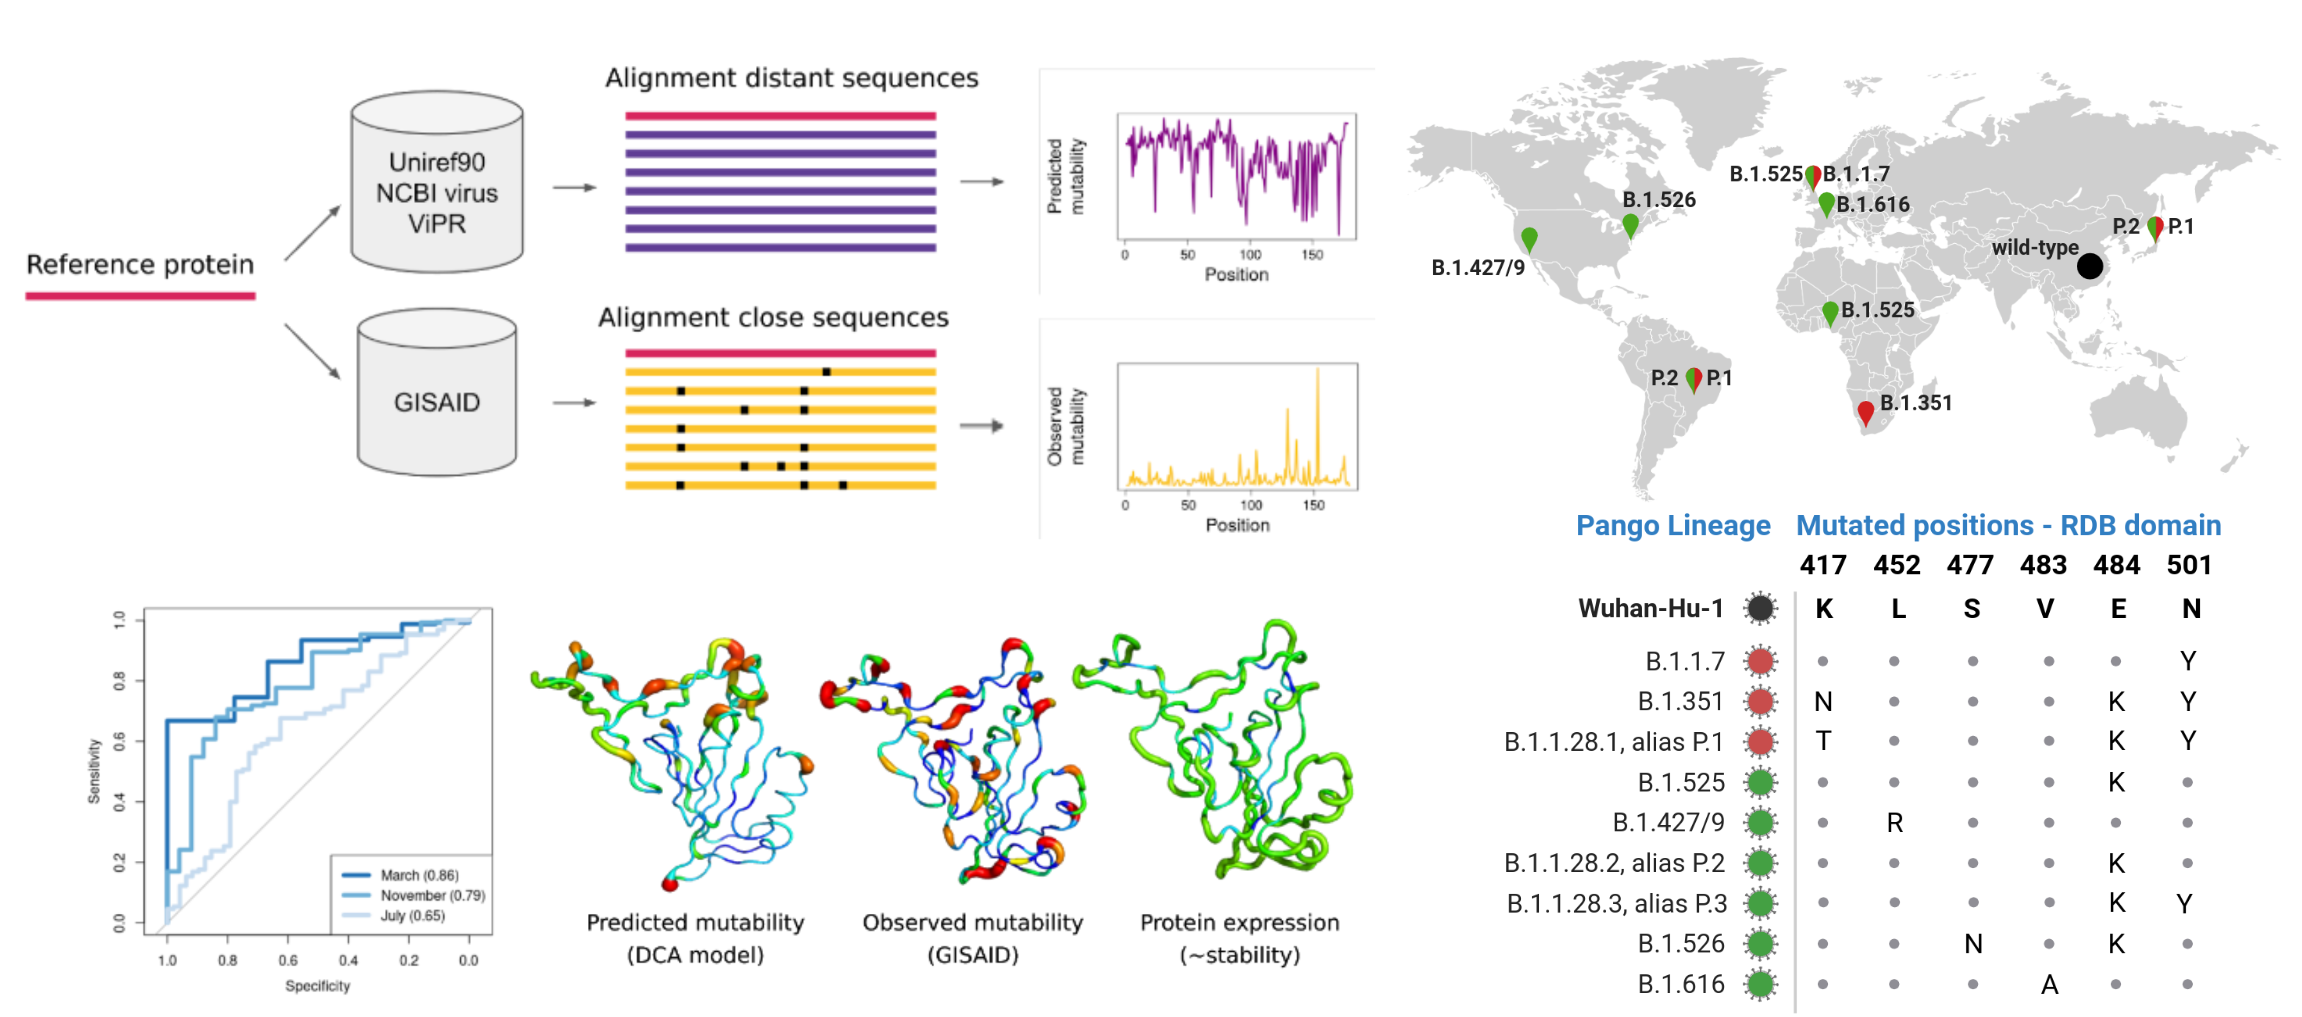 Reference protein
Uniref90
NCBI virus
ViPR
GISAID
Alignment distant sequences
Alignment close sequences
Predicted
mutability
0 50 100 150
Position
Observed
mutability
0 50 100 150
Position
B.1.525 B.1.1.7
B.1.616
B.1.526
B.1.427/9
P.2 P.1
wild-type
B.1.525
P.2 P.1
B.1.351
Sensitivity
1.0
0.8
0.6
0.4
0.2
0.0
March (0.86)
November (0.79)
July (0.65)
1.0 0.8 0.6 0.4 0.2 0.0
Specificity
Predicted mutability
(DCA model)
Observed mutability
(GISAID)
Protein expression
(~stability)
Pango Lineage Mutated positions - RDB domain
417 452 477 483 484 501
Wuhan-Hu-1 K L S V E N
B.1.1.7 • • • • • Y
B.1.351 N • • • K Y
B.1.1.28.1, alias P.1 T • • • K Y
B.1.525 • • • • K •
B.1.427/9 • R • • • •
B.1.1.28.2, alias P.2 • • • • K •
B.1.1.28.3, alias P.3 • • • • K Y
B.1.526 • • N • K •
B.1.616 • • • A • •